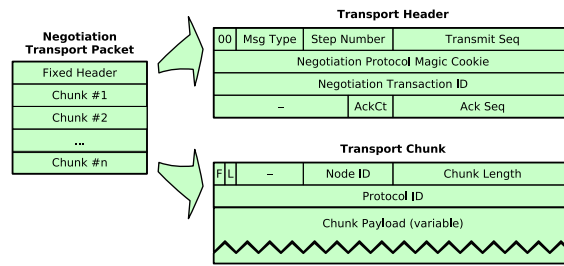 Negotiation
Transport Packet
Fixed Header
Chunk #1
Chunk #2
...
Chunk #n
Transport Header
00 Msg Type Step Number Transmit Seq
Negotiation Protocol Magic Cookie
Negotiation Transaction ID
– AckCt Ack Seq
Transport Chunk
F L – Node ID Chunk Length
Protocol ID
Chunk Payload (variable)